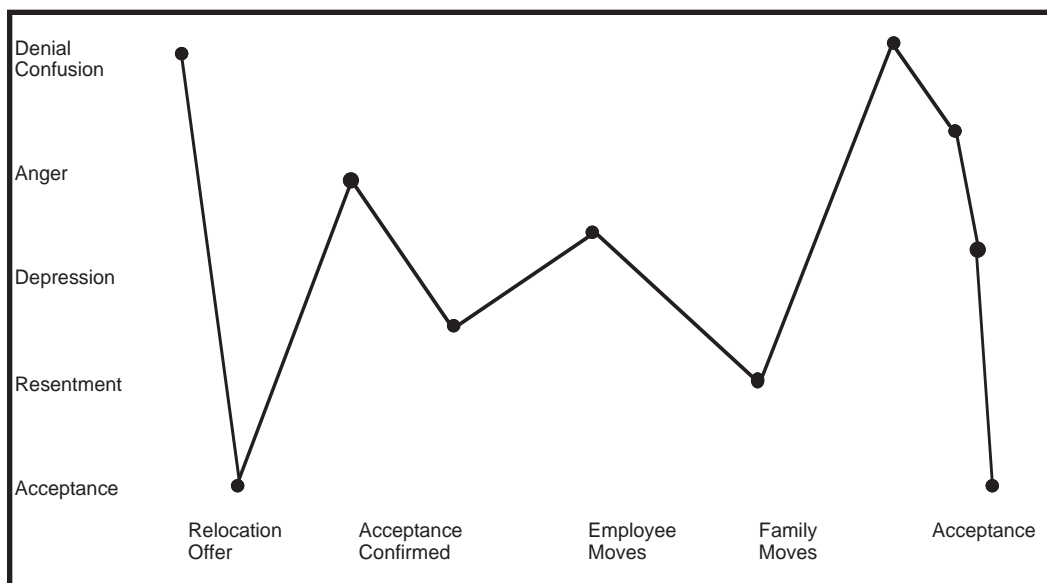 Denial
Confusion
Anger
Depression
Resentment
Acceptance
Relocation
Offer
Acceptance
Confirmed
Employee
Moves
Family
Moves
Acceptance